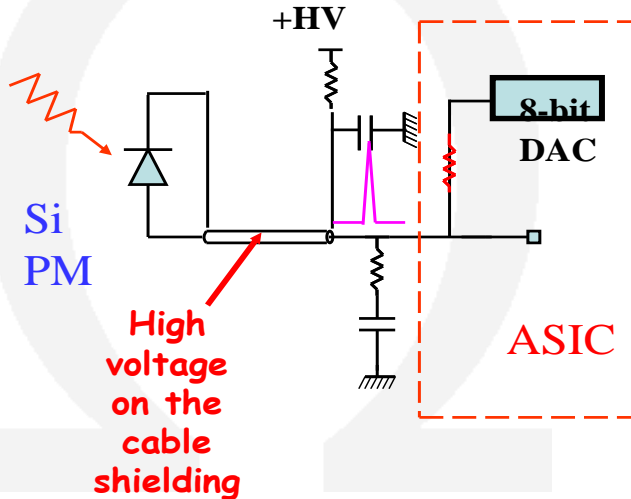 +HV
8-bit
DAC
Si
PM
High
voltage
on the
cable
shielding
ASIC